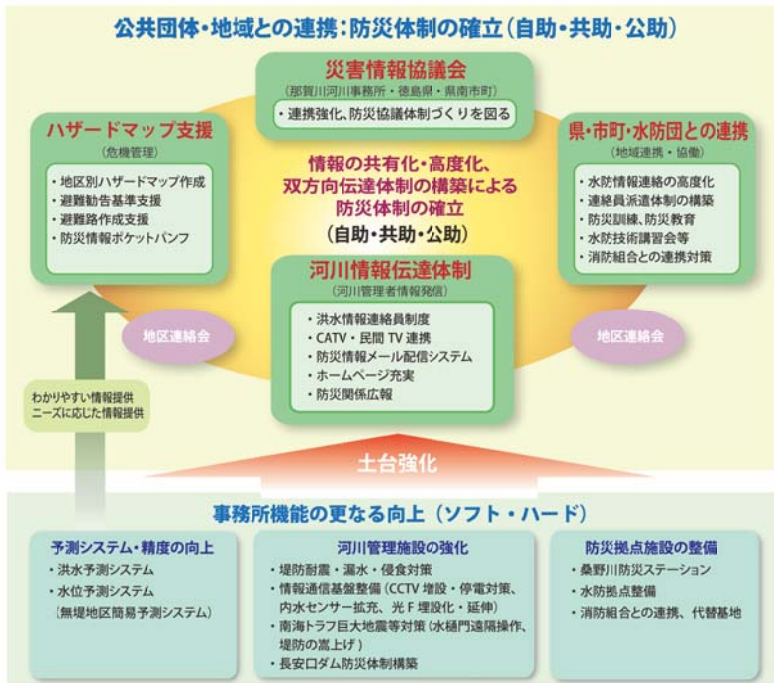 公共団体・地域との連携:防災体制の確立(自助・共助・公助)
災害情報協議会
(那賀川河川事務所・徳島県・県南市町)
・連携強化、防災協議体制づくりを図る
ハザードマップ支援
(危機管理)
・地区別ハザードマップ作成
・避難勧告基準支援
・避難路作成支援
・防災情報ポケットパンフ
情報の共有化・高度化、
双方向伝達体制の構築による
防災体制の確立
(自助・共助・公助)
県・市町・水防団との連携
(地域連携・協働)
・水防情報連絡の高度化
・連絡員派遣体制の構築
・防災訓練、防災教育
・水防技術講習会等
・消防組合との連携対策
河川情報伝達体制
(河川管理者情報発信)
・洪水情報連絡員制度
・CATV・民間 TV 連携
・防災情報メール配信システム
・ホームページ充実
・防災関係広報
地区連絡会
地区連絡会
わかりやすい情報提供
ニーズに応じた情報提供
土台強化
事務所機能の更なる向上(ソフト・ハード)
予測システム・精度の向上
・洪水予測システム
・水位予測システム
(無堤地区簡易予測システム)
河川管理施設の強化
・堤防耐震・漏水・侵食対策
・情報通信基盤整備(CCTV 増設・停電対策、
内水センサー拡充、光 F 埋設化・延伸)
・南海トラフ巨大地震等対策(水樋門遠隔操作、
堤防の嵩上げ)
・長安口ダム防災体制構築
防災拠点施設の整備
・桑野川防災ステーション
・水防拠点整備
・消防組合との連携、代替基地